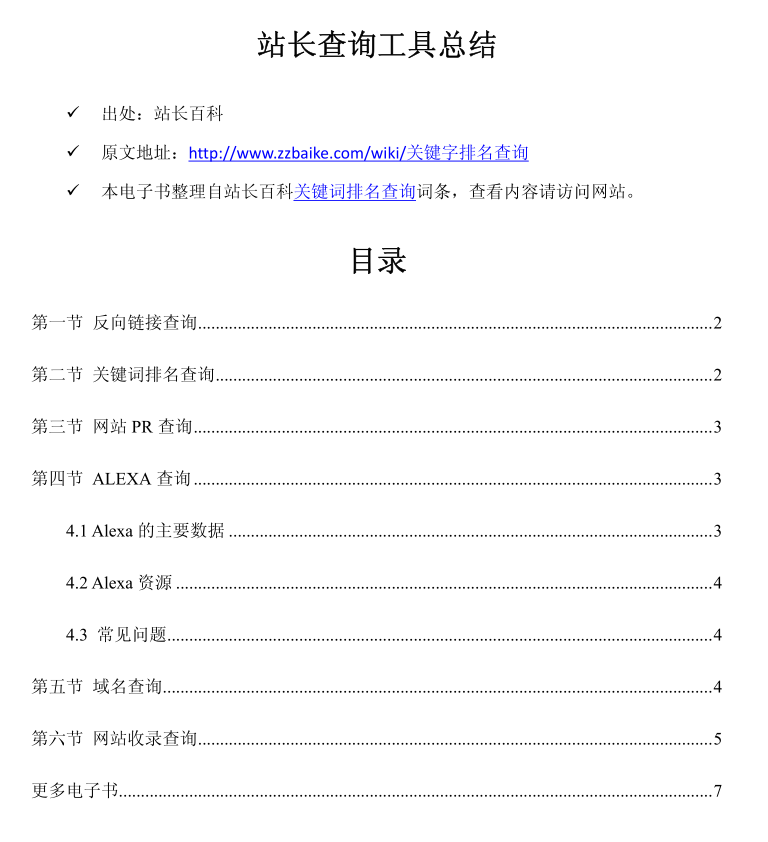 站长查询工具总结
✓ 出处：站长百科
✓ 原文地址：http://www.zzbaike.com/wiki/关键字排名查询
✓ 本电子书整理自站长百科关键词排名查询词条，查看内容请访问网站。
目录
第一节 反向链接查询........................................2
第二节 关键词排名查询........................................2
第三节 网站 PR 查询........................................3
第四节 ALEXA 查询........................................3
4.1 Alexa 的主要数据........................................3
4.2 Alexa 资源........................................4
4.3 常见问题........................................4
第五节 域名查询........................................4
第六节 网站收录查询........................................5
更多电子书........................................7